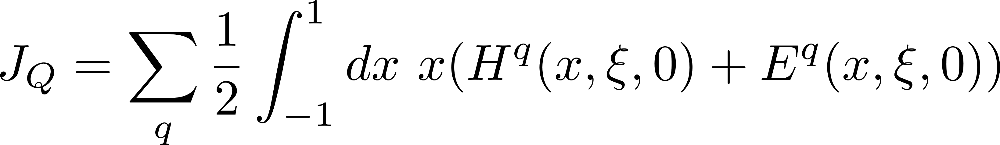 J_Q = \sum_q \frac{1}{2} \int_{-1}^{1} dx \ x(H^q(x, \xi, 0) + E^q(x, \xi, 0))